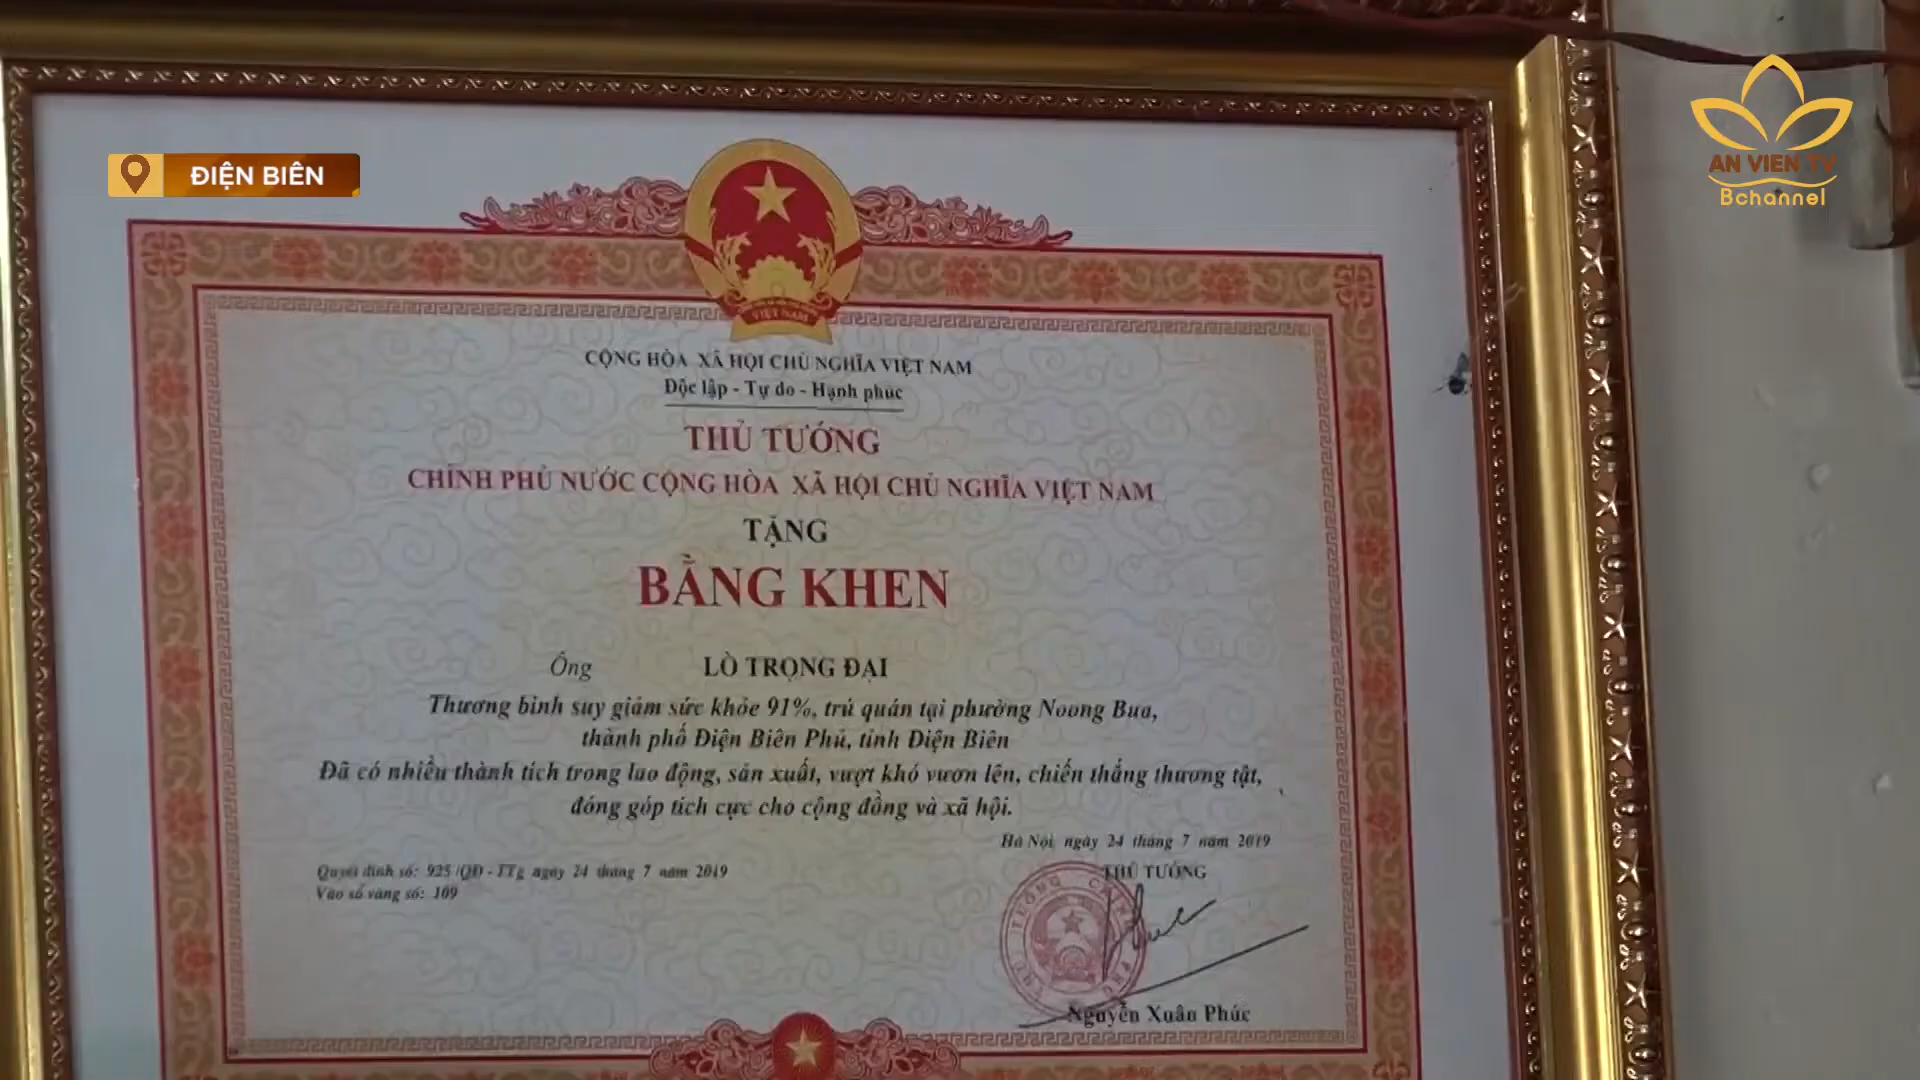 ĐIỆN BIÊN
AN VIEN TV
Bchannel
VIỆT NAM
CỘNG HÒA XÃ HỘI CHỦ NGHĨA VIỆT NAM
Độc lập - Tự do - Hạnh phúc
THỦ TƯỚNG
CHÍNH PHỦ NƯỚC CỘNG HÒA XÃ HỘI CHỦ NGHĨA VIỆT NAM
TẶNG
BẰNG KHEN
Ông LÒ TRỌNG ĐẠI
Thương binh suy giảm sức khỏe 91%, trú quán tại phường Noong Bua,
thành phố Điện Biên Phủ, tỉnh Điện Biên
Đã có nhiều thành tích trong lao động, sản xuất, vượt khó vươn lên, chiến thắng thương tật,
đóng góp tích cực cho cộng đồng và xã hội.
Hà Nội, ngày 24 tháng 7 năm 2019
Quyết định số: 925/QĐ - TTg ngày 24 tháng 7 năm 2019
Vào sổ vàng số: 109
THỦ TƯỚNG
Nguyễn Xuân Phúc